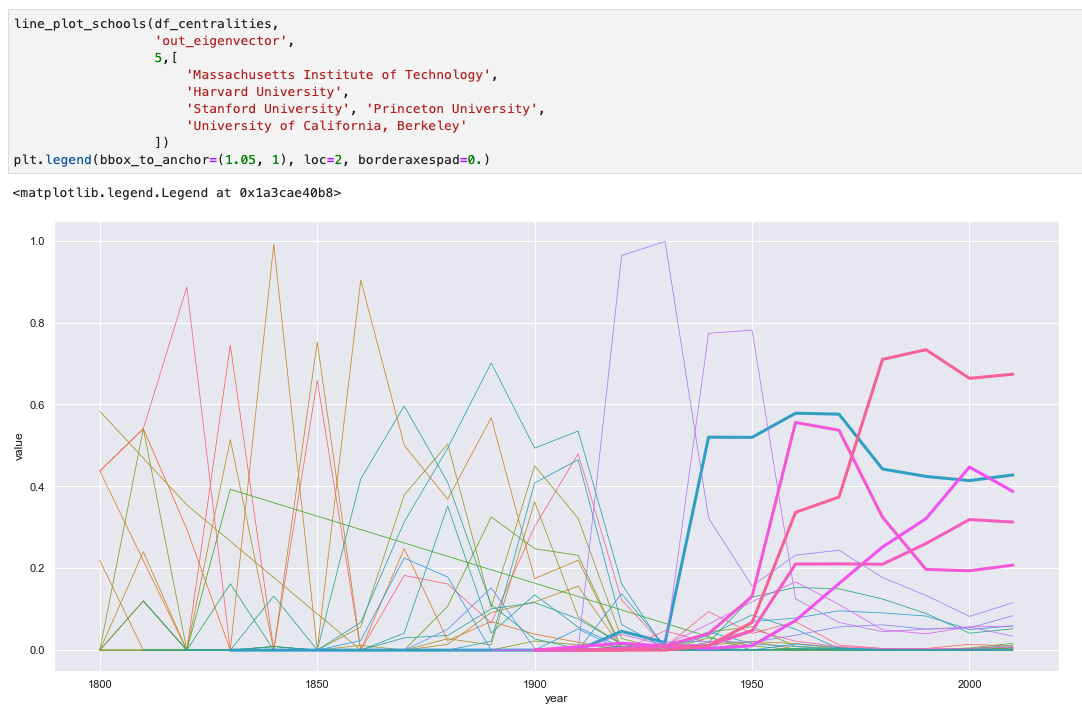 line_plot_schools(df_centralities,
'out_eigenvector',
5,[
'Massachusetts Institute of Technology',
'Harvard University',
'Stanford University', 'Princeton University',
'University of California, Berkeley'
])
plt.legend(bbox_to_anchor=(1.05, 1), loc=2, borderaxespad=0.)
<matplotlib.legend.Legend at 0x1a3cae40b8>
1.0
0.8
0.6
value
0.4
0.2
0.0
1800 1850 1900 1950 2000
year